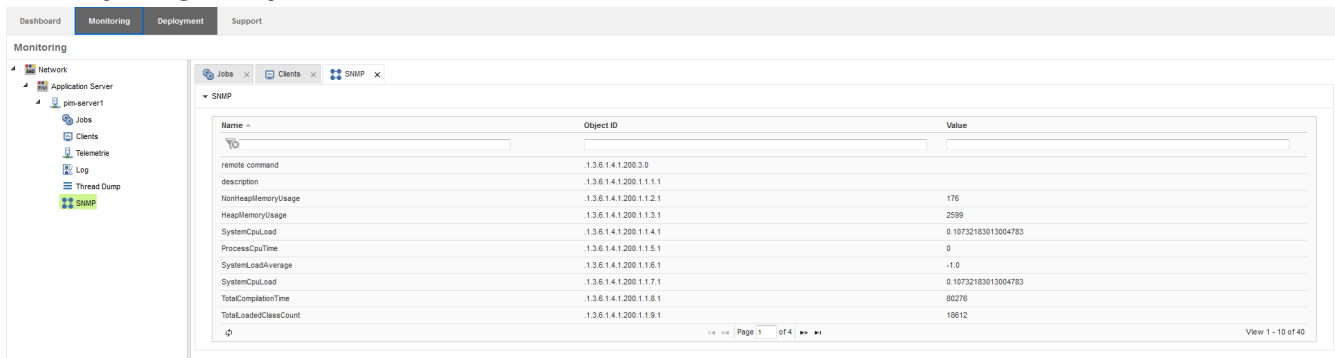 Dashboard Monitoring Deployment Support
Monitoring
Network
Application Server
pim-server1
Jobs
Clients
Telemetrie
Log
Thread Dump
SNMP
Jobs x Clients x SNMP x
SNMP
Name Object ID Value
remote command .1.3.6.1.4.1.200.3.0
description .1.3.6.1.4.1.200.1.1.1.1
NonHeapMemoryUsage .1.3.6.1.4.1.200.1.1.2.1 176
HeapMemoryUsage .1.3.6.1.4.1.200.1.1.3.1 2599
SystemCpuLoad .1.3.6.1.4.1.200.1.1.4.1 0.10732183013004783
ProcessCpuTime .1.3.6.1.4.1.200.1.1.5.1 0
SystemLoadAverage .1.3.6.1.4.1.200.1.1.6.1 -1.0
SystemCpuLoad .1.3.6.1.4.1.200.1.1.7.1 0.10732183013004783
TotalCompilationTime .1.3.6.1.4.1.200.1.1.8.1 80276
TotalLoadedClassCount .1.3.6.1.4.1.200.1.1.9.1 18612
Page 1 of 4 View 1 - 10 of 40